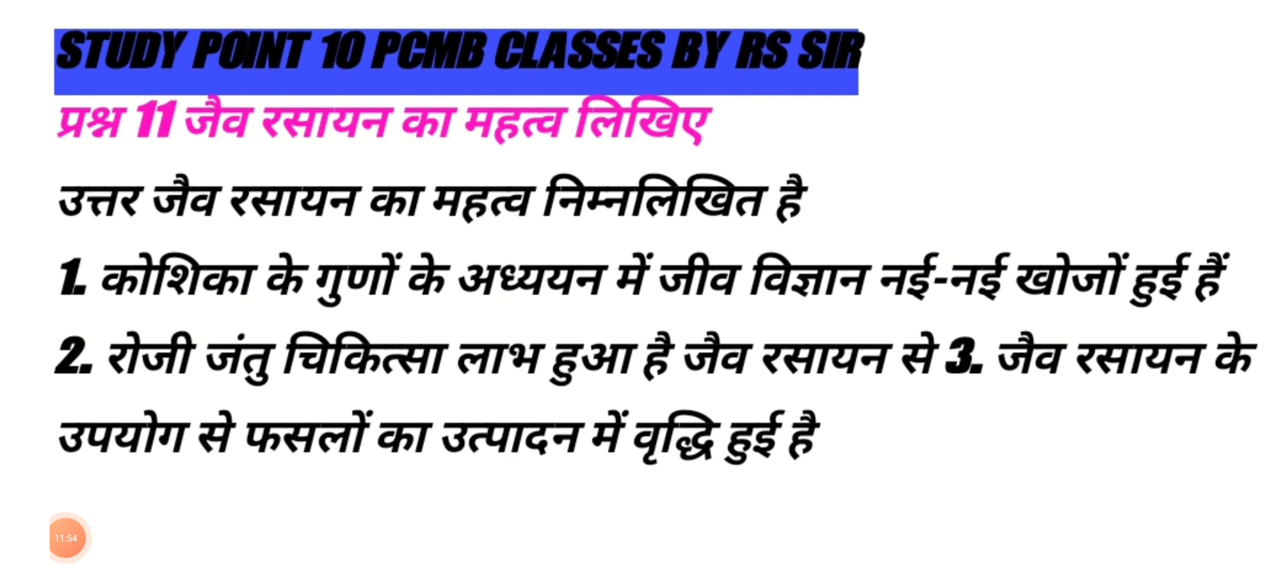 STUDY POINT 10 PCMB CLASSES BY RS SIR
प्रश्न 11 जैव रसायन का महत्व लिखिए
उत्तर जैव रसायन का महत्व निम्नलिखित है
1. कोशिका के गुणों के अध्ययन में जीव विज्ञान नई-नई खोजों हुई हैं
2. रोजी जंतु चिकित्सा लाभ हुआ है जैव रसायन से 3. जैव रसायन के
उपयोग से फसलों का उत्पादन में वृद्धि हुई है
11:54